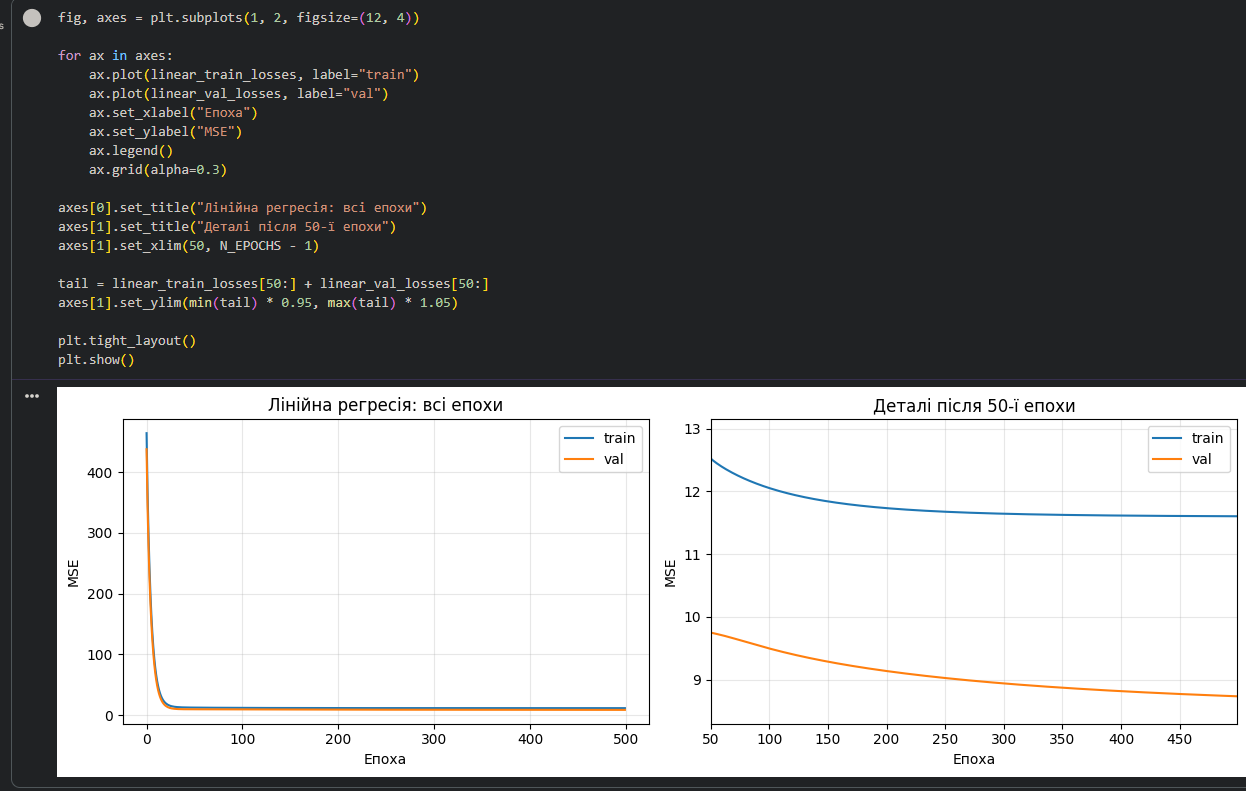 s
fig, axes = plt.subplots(1, 2, figsize=(12, 4))
for ax in axes:
    ax.plot(linear_train_losses, label="train")
    ax.plot(linear_val_losses, label="val")
    ax.set_xlabel("Епоха")
    ax.set_ylabel("MSE")
    ax.legend()
    ax.grid(alpha=0.3)
axes[0].set_title("Лінійна регресія: всі епохи")
axes[1].set_title("Деталі після 50-ї епохи")
axes[1].set_xlim(50, N_EPOCHS - 1)
tail = linear_train_losses[50:] + linear_val_losses[50:]
axes[1].set_ylim(min(tail) * 0.95, max(tail) * 1.05)
plt.tight_layout()
plt.show()
Лінійна регресія: всі епохи
train
val
400
300
200
100
0
MSE
0 100 200 300 400 500
Епоха
Деталі після 50-ї епохи
train
val
13
12
11
10
9
MSE
50 100 150 200 250 300 350 400 450
Епоха